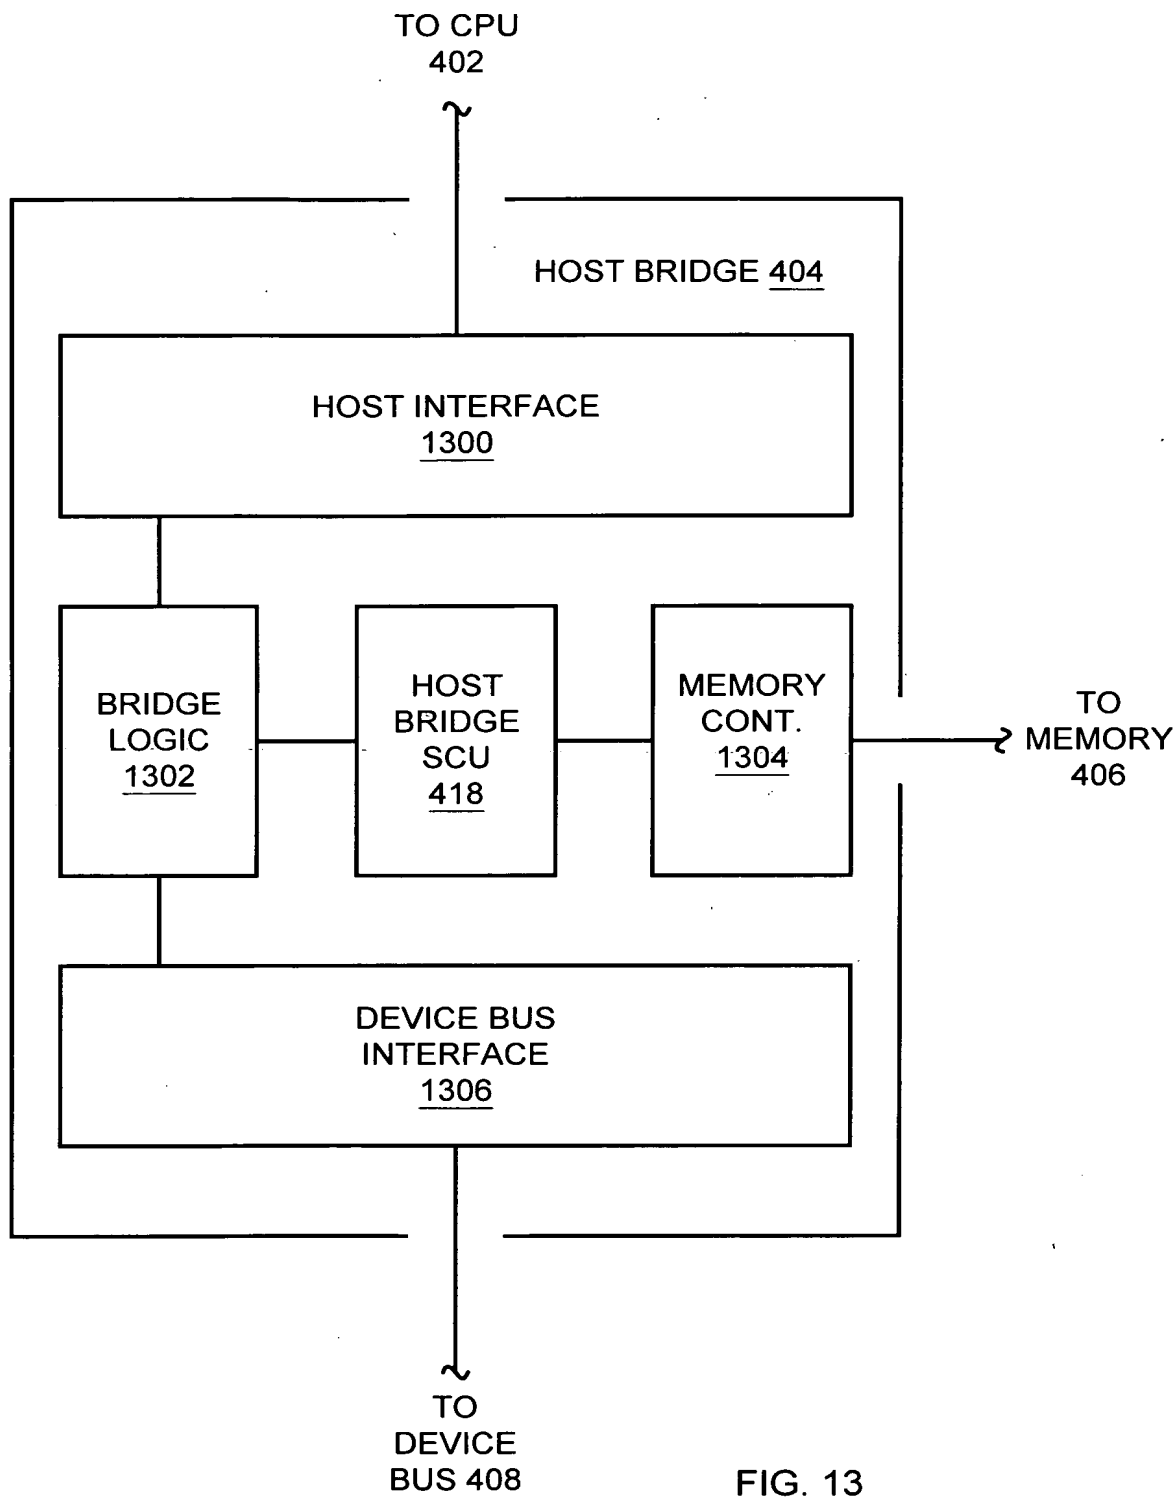 TO CPU
402
HOST BRIDGE 404
HOST INTERFACE
1300
BRIDGE
LOGIC
1302
HOST
BRIDGE
SCU
418
MEMORY
CONT.
1304
TO
MEMORY
406
DEVICE BUS
INTERFACE
1306
TO
DEVICE
BUS 408
FIG. 13